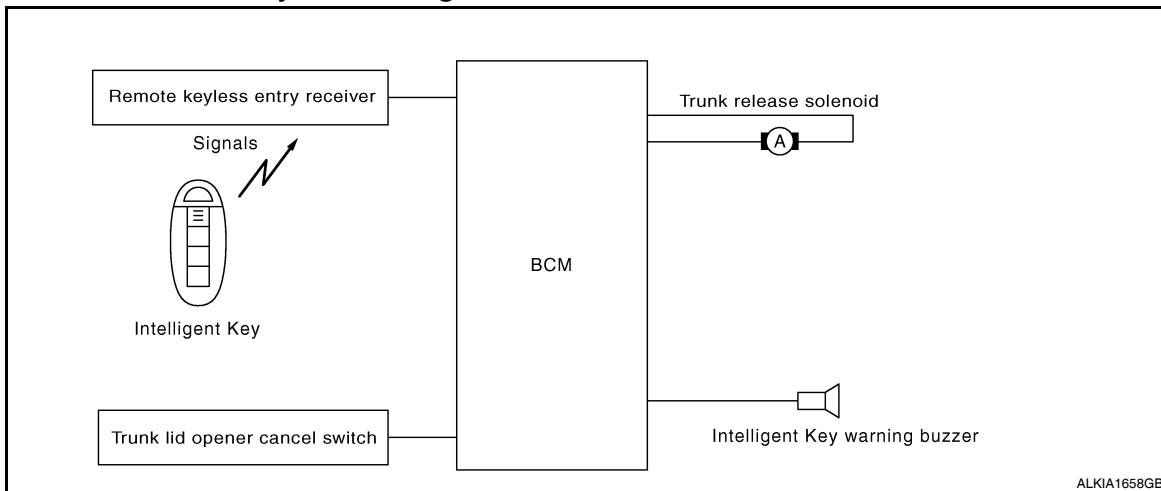 Remote keyless entry receiver
Signals
Intelligent Key
Trunk lid opener cancel switch
BCM
Trunk release solenoid
A
Intelligent Key warning buzzer
ALKIA1658GB